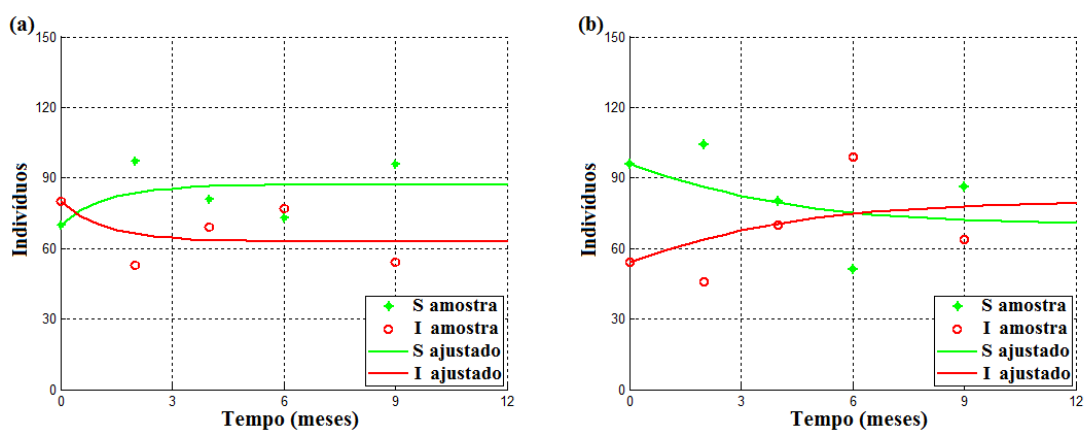 (a)
150
120
90
60
30
0
Indivíduos
0 3 6 9 12
Tempo (meses)
S amostra
I amostra
S ajustado
I ajustado
(b)
150
120
90
60
30
0
Indivíduos
0 3 6 9 12
Tempo (meses)
S amostra
I amostra
S ajustado
I ajustado